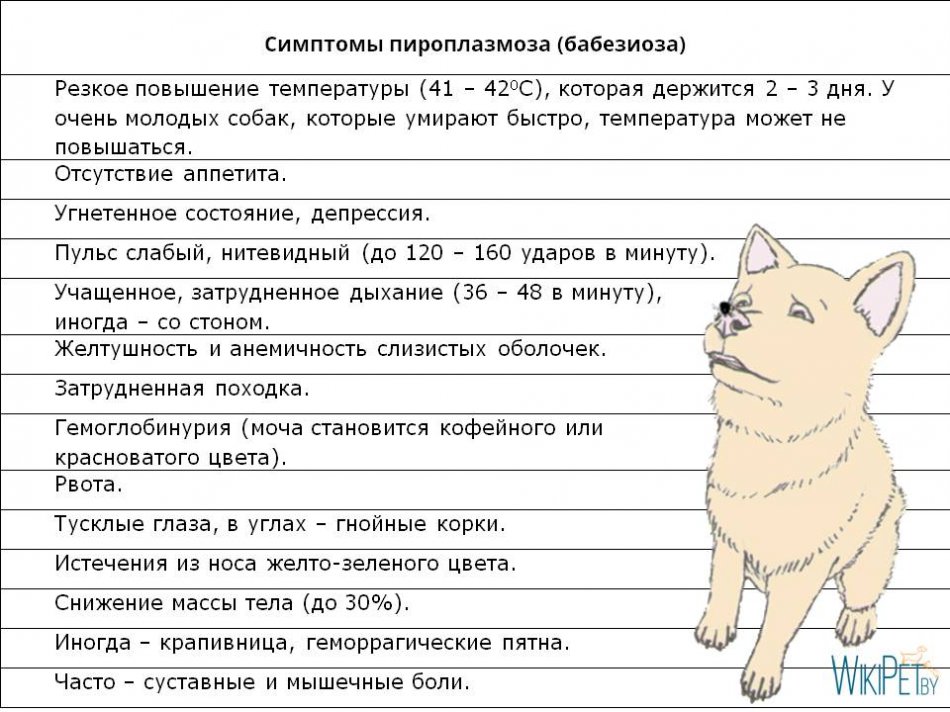 Симптомы пироплазмоза (бабезиоза)
Резкое повышение температуры (41 – 42⁰С), которая держится 2 – 3 дня. У
очень молодых собак, которые умирают быстро, температура может не
повышаться.
Отсутствие аппетита.
Угнетенное состояние, депрессия.
Пульс слабый, нитевидный (до 120 – 160 ударов в минуту).
Учащенное, затрудненное дыхание (36 – 48 в минуту),
иногда – со стоном.
Желтушность и анемичность слизистых оболочек.
Затрудненная походка.
Гемоглобинурия (моча становится кофейного или
красноватого цвета).
Рвота.
Тусклые глаза, в углах – гнойные корки.
Истечения из носа желто-зеленого цвета.
Снижение массы тела (до 30%).
Иногда – крапивница, геморрагические пятна.
Часто – суставные и мышечные боли.
WIKIPET.BY